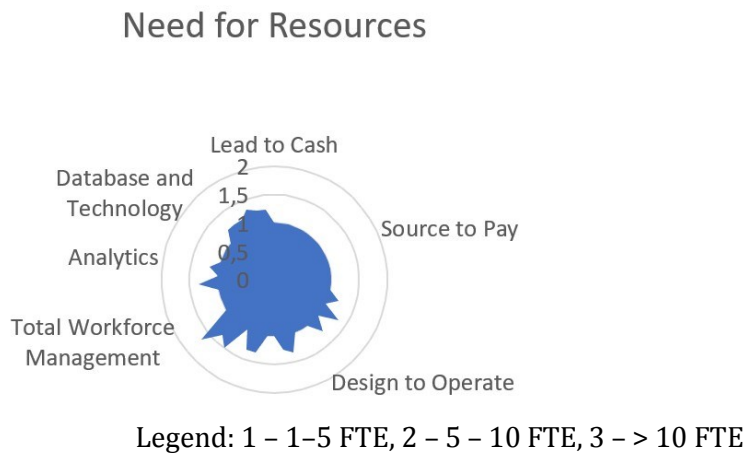 Need for Resources
Lead to Cash
2
1,5
1
0,5
0
Source to Pay
Design to Operate
Total Workforce
Management
Analytics
Database and
Technology
Legend: 1 – 1–5 FTE, 2 – 5 – 10 FTE, 3 – > 10 FTE